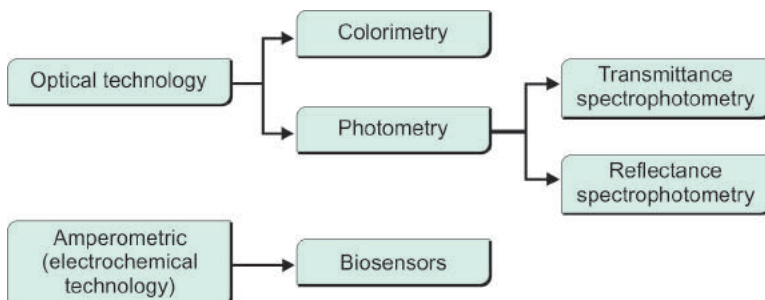 Optical technology
Colorimetry
Photometry
Transmittance
spectrophotometry
Reflectance
spectrophotometry
Amperometric
(electrochemical
technology)
Biosensors